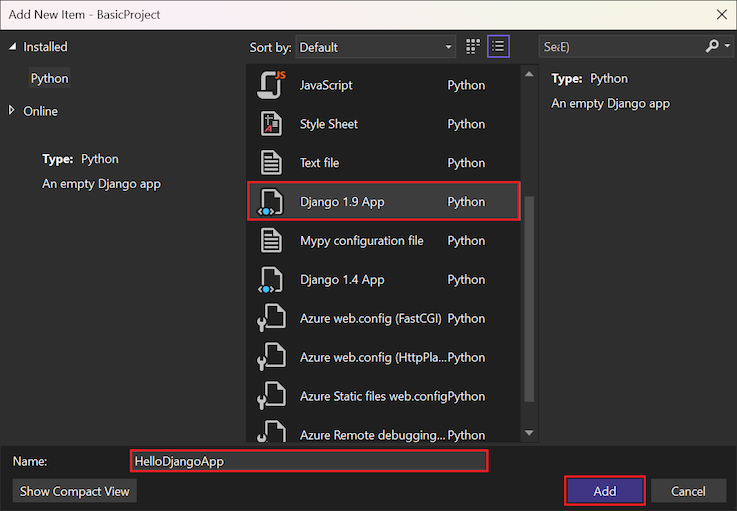 Add New Item - BasicProject
Installed
Python
Online
Type: Python
An empty Django app
Sort by: Default
JS
JavaScript Python
Style Sheet Python
Text file Python
Django 1.9 App Python
Mypy configuration file Python
Django 1.4 App Python
Azure web.config (FastCGI) Python
Azure web.config (HttpPla... Python
Azure Static files web.config Python
Azure Remote debugging... Python
Type: Python
An empty Django app
Name: HelloDjangoApp
Show Compact View
Add Cancel